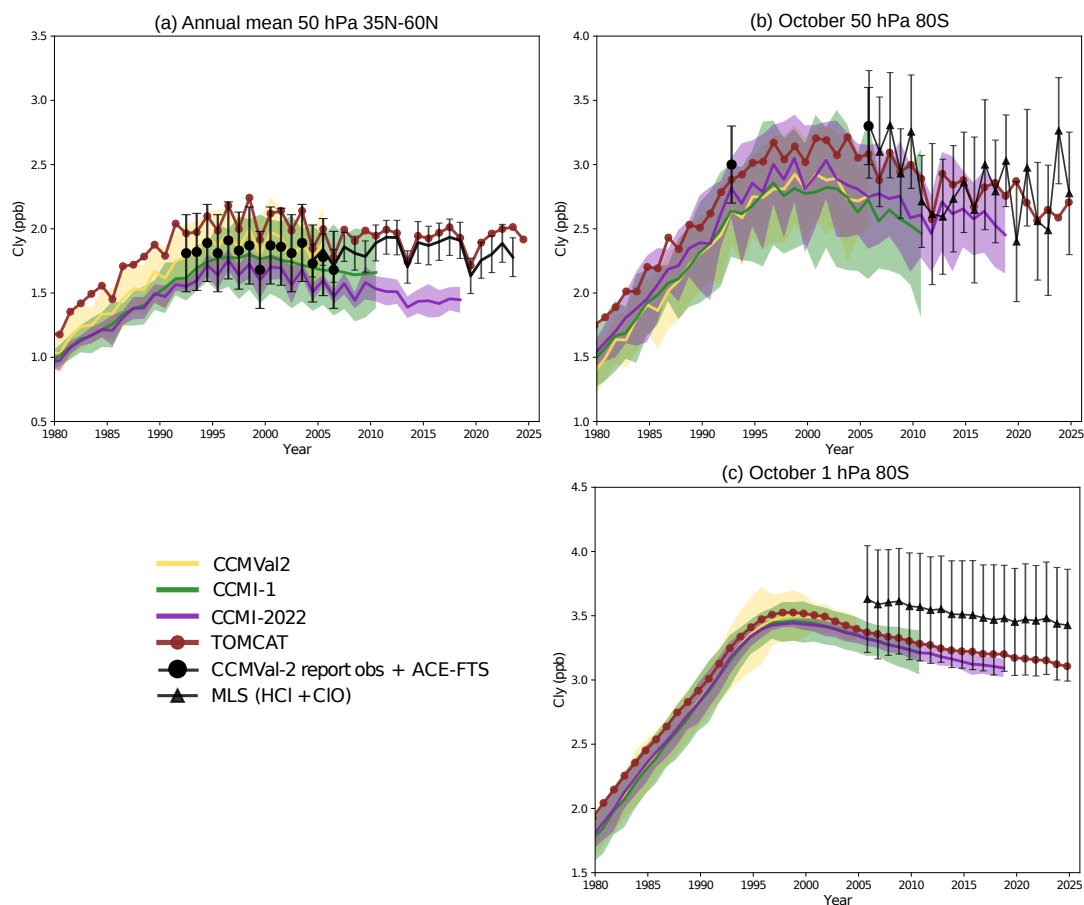 (a) Annual mean 50 hPa 35N-60N
3.5
3.0
2.5
2.0
1.5
1.0
0.5
Cly (ppb)
1980 1985 1990 1995 2000 2005 2010 2015 2020 2025
Year
(b) October 50 hPa 80S
4.0
3.5
3.0
2.5
2.0
1.5
1.0
Cly (ppb)
1980 1985 1990 1995 2000 2005 2010 2015 2020 2025
Year
(c) October 1 hPa 80S
4.5
4.0
3.5
3.0
2.5
2.0
1.5
Cly (ppb)
1980 1985 1990 1995 2000 2005 2010 2015 2020 2025
Year
CCMVal2
CCMI-1
CCMI-2022
TOMCAT
CCMVal-2 report obs + ACE-FTS
MLS (HCl +ClO)